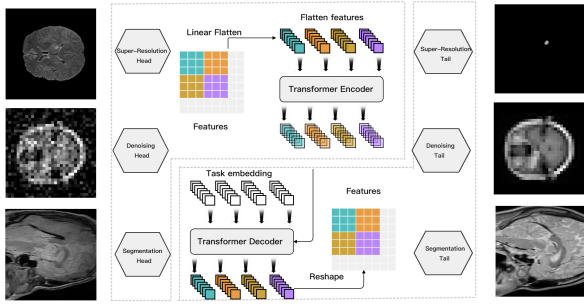 Super-Resolution
Head
Linear Flatten
Flatten features
Super-Resolution
Tail
Transformer Encoder
Features
Denoising
Head
Denoising
Tail
Task embedding
Features
Transformer Decoder
Segmentation
Head
Segmentation
Tail
Reshape